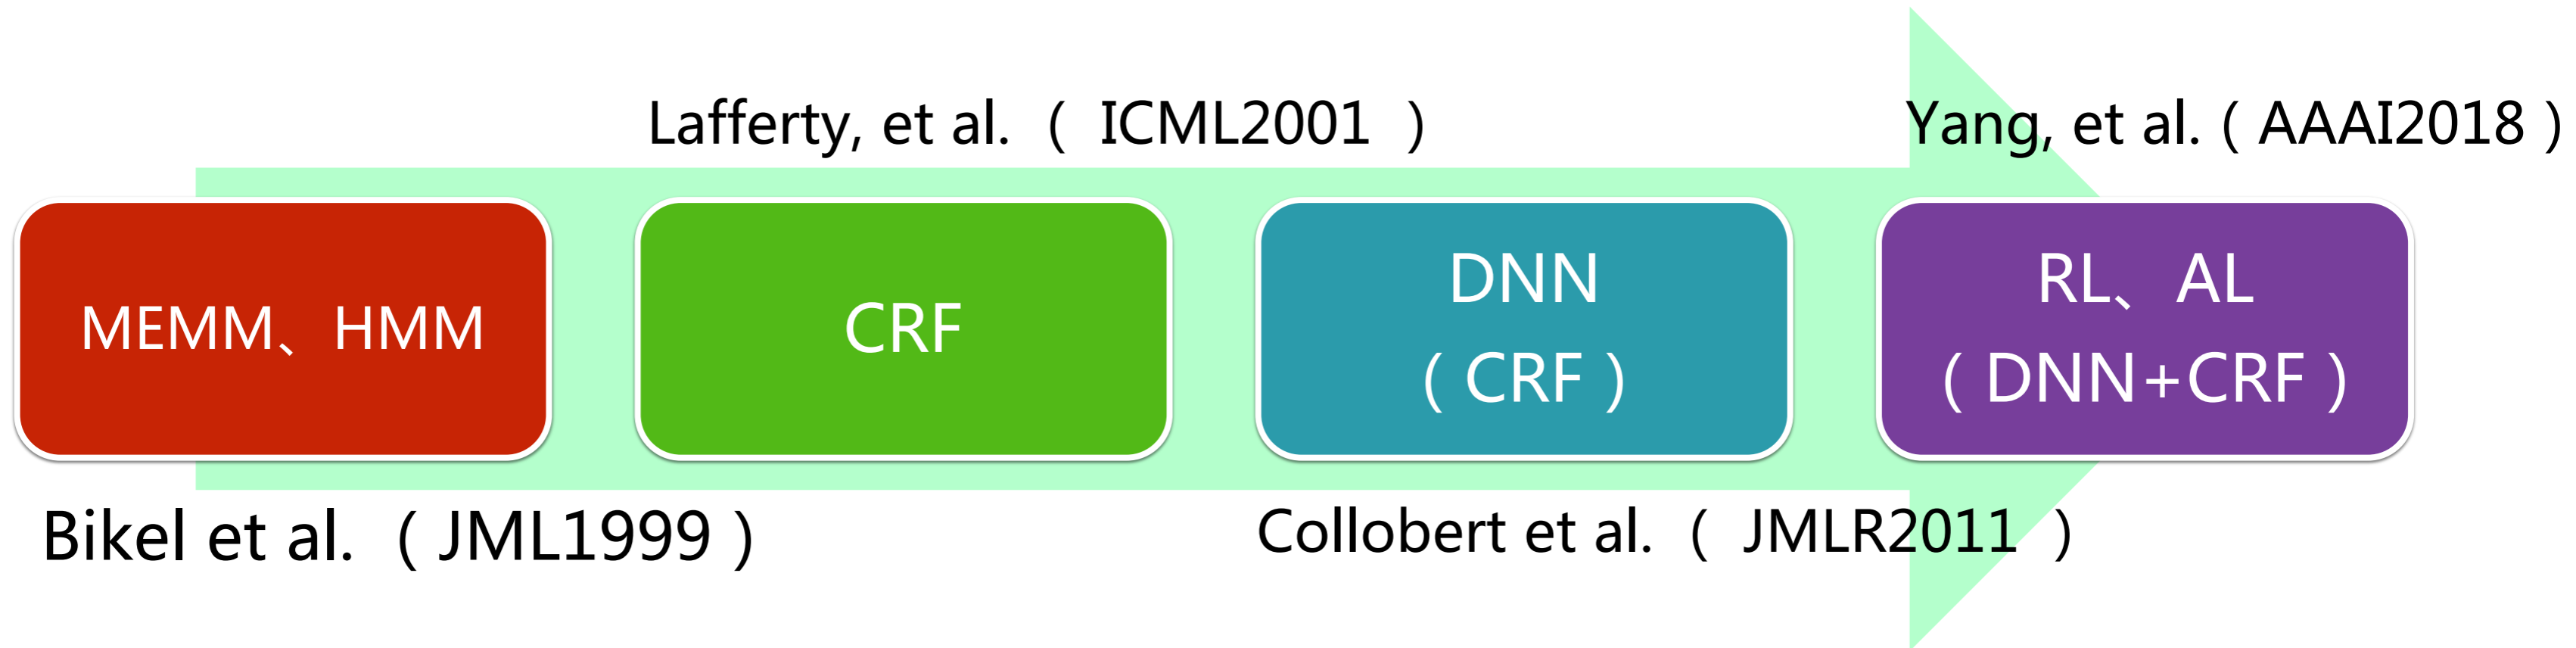 Lafferty, et al. （ ICML2001 ）
Yang, et al.（AAAI2018）
MEMM、HMM
CRF
DNN
（CRF）
RL、AL
（DNN+CRF）
Bikel et al. （JML1999）
Collobert et al. （ JMLR2011 ）